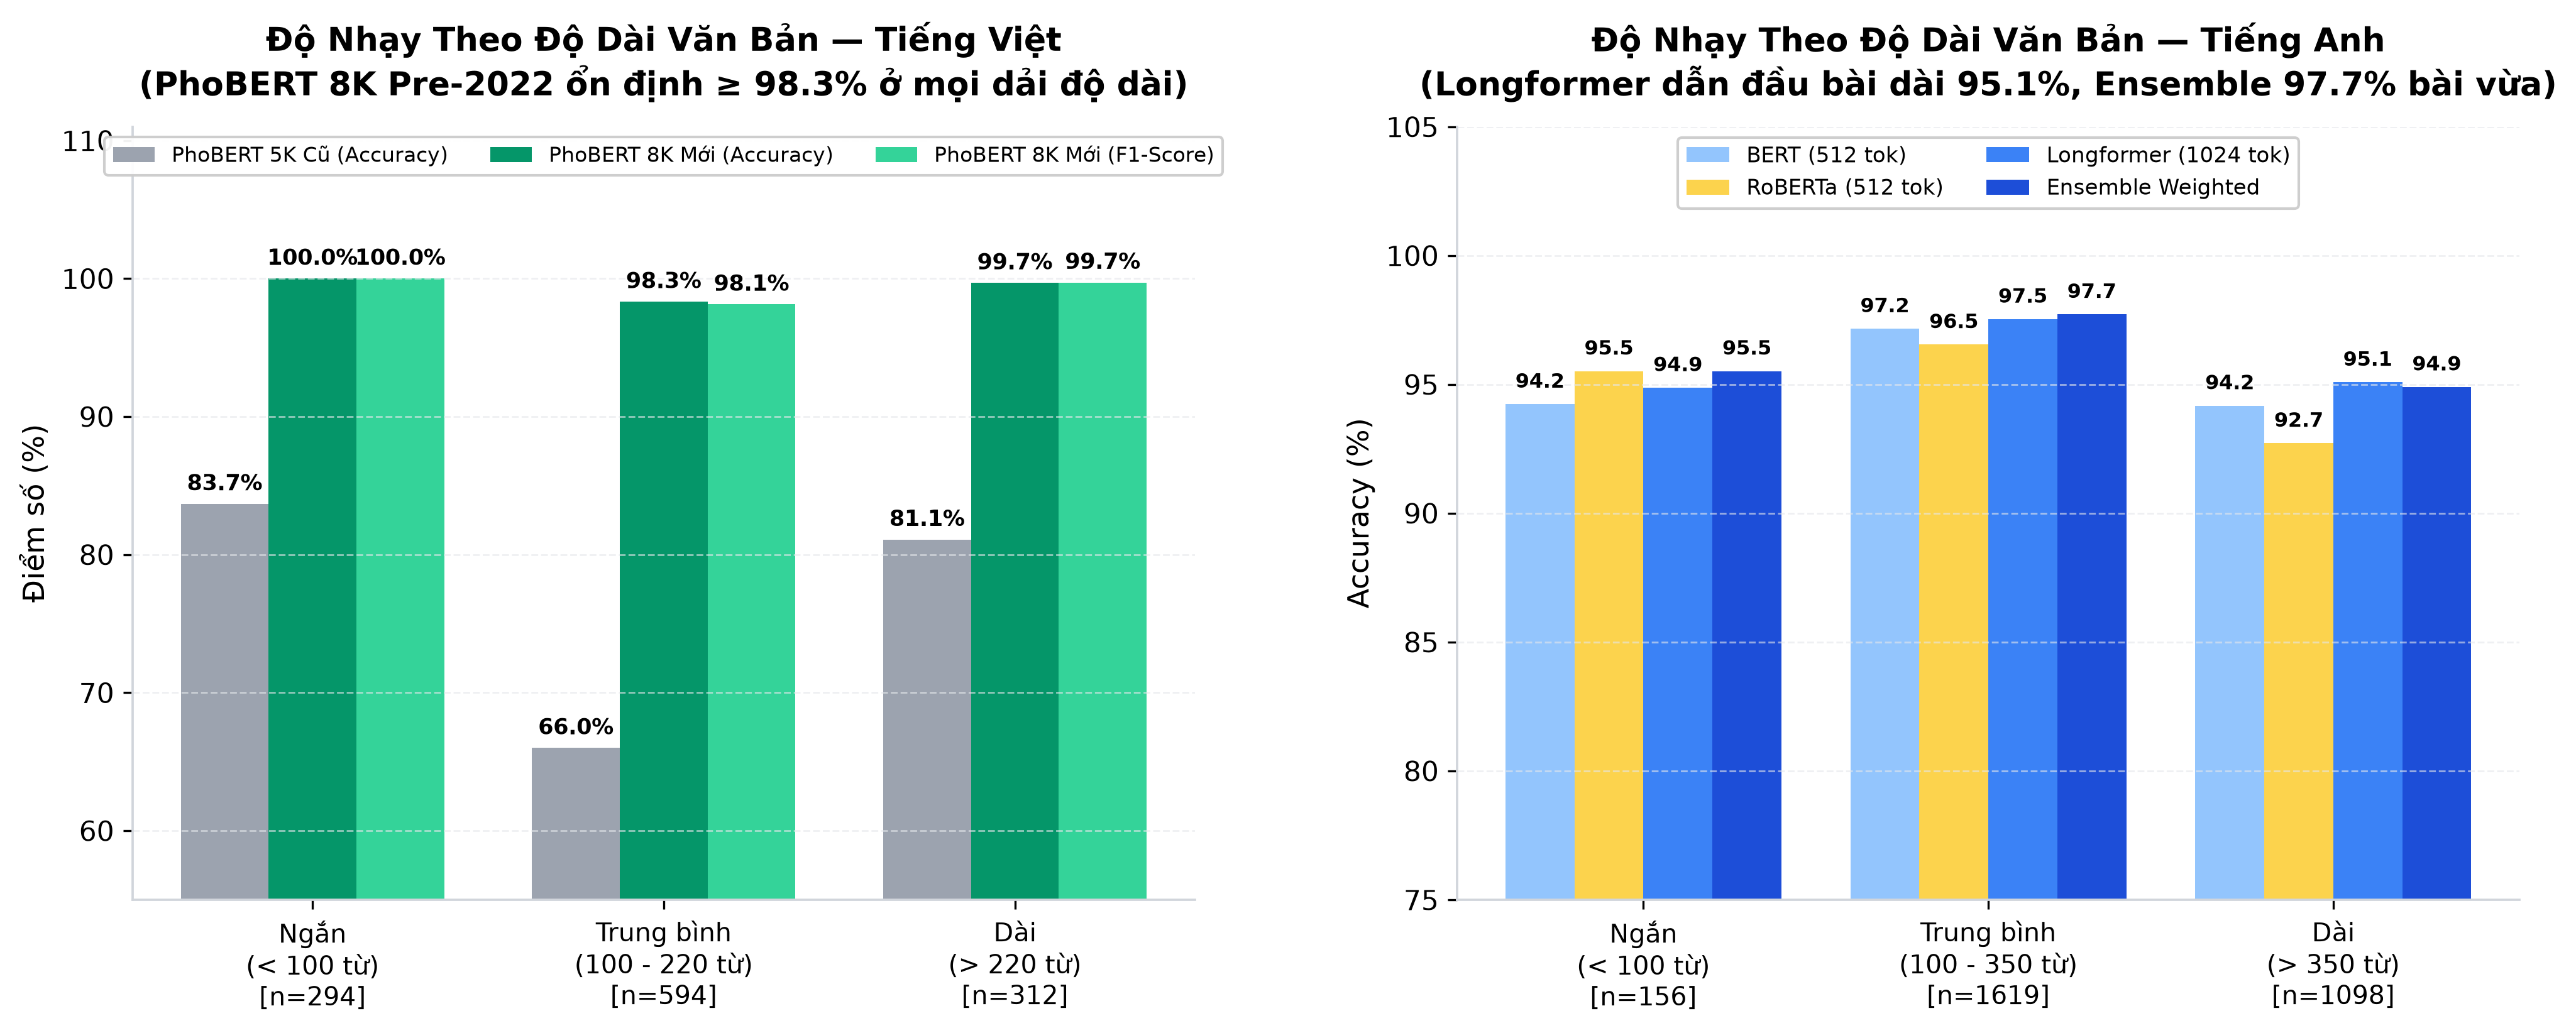 Độ Nhạy Theo Độ Dài Văn Bản — Tiếng Việt
(PhoBERT 8K Pre-2022 ổn định ≥ 98.3% ở mọi dải độ dài)
PhoBERT 5K Cũ (Accuracy) PhoBERT 8K Mới (Accuracy) PhoBERT 8K Mới (F1-Score)
Điểm số (%)
110
100
90
80
70
60
83.7% 100.0% 100.0%
66.0% 98.3% 98.1%
81.1% 99.7% 99.7%
Ngắn
(< 100 từ)
[n=294]
Trung bình
(100 - 220 từ)
[n=594]
Dài
(> 220 từ)
[n=312]
Độ Nhạy Theo Độ Dài Văn Bản — Tiếng Anh
(Longformer dẫn đầu bài dài 95.1%, Ensemble 97.7% bài vừa)
BERT (512 tok) Longformer (1024 tok)
RoBERTa (512 tok) Ensemble Weighted
Accuracy (%)
105
100
95
90
85
80
75
94.2 95.5 94.9 95.5
97.2 96.5 97.5 97.7
94.2 92.7 95.1 94.9
Ngắn
(< 100 từ)
[n=156]
Trung bình
(100 - 350 từ)
[n=1619]
Dài
(> 350 từ)
[n=1098]